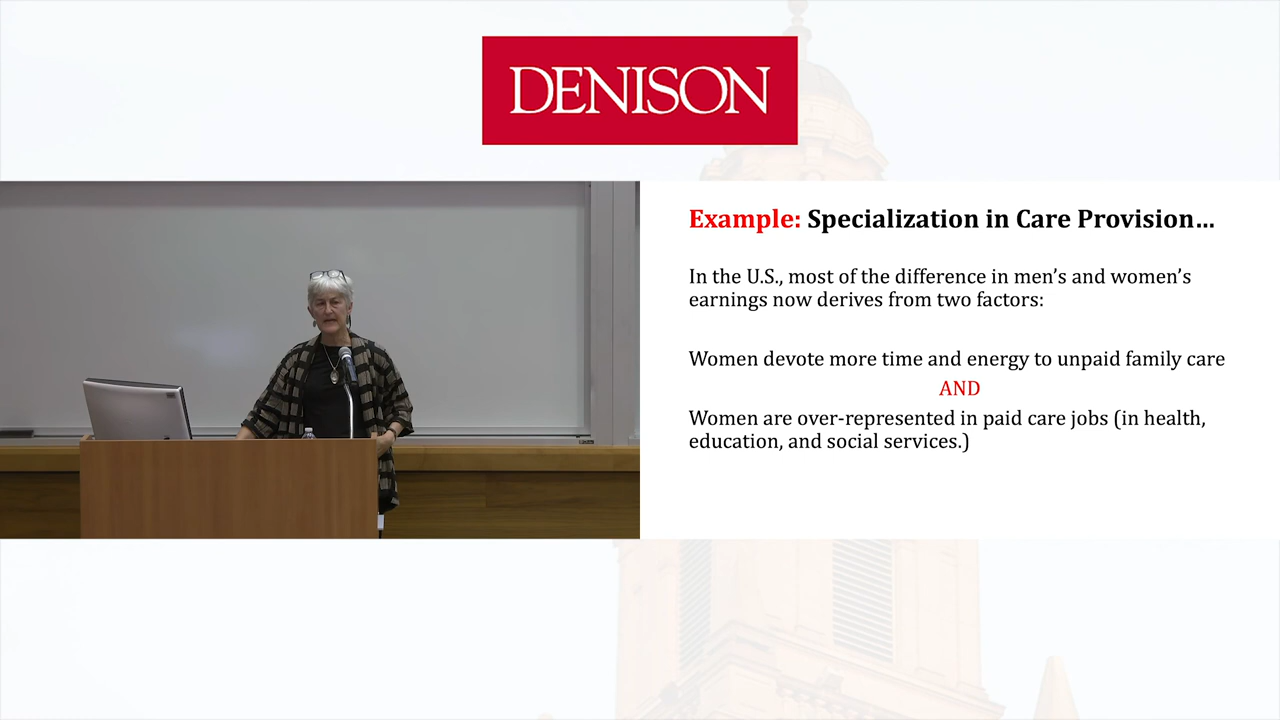 DENISON
Example: Specialization in Care Provision...
In the U.S., most of the difference in men's and women's
earnings now derives from two factors:
Women devote more time and energy to unpaid family care
AND
Women are over-represented in paid care jobs (in health,
education, and social services.)